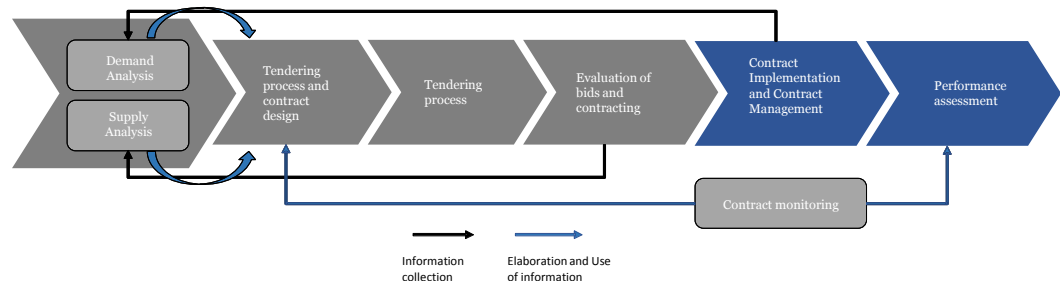 Demand
Analysis
Supply
Analysis
Tendering
process and
contract
design
Tendering
process
Evaluation of
bids and
contracting
Contract
Implementation
and Contract
Management
Performance
assessment
Contract monitoring
Information
collection
Elaboration and Use
of information